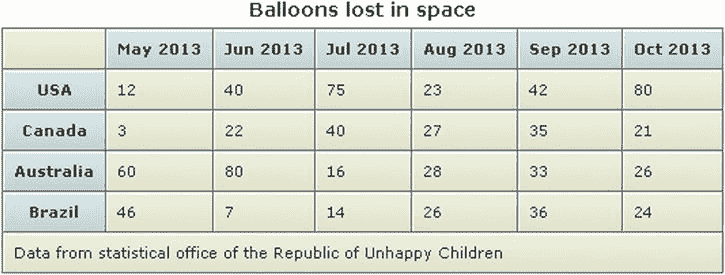 Balloons lost in space
May 2013 Jun 2013 Jul 2013 Aug 2013 Sep 2013 Oct 2013
USA 12 40 75 23 42 80
Canada 3 22 40 27 35 21
Australia 60 80 16 28 33 26
Brazil 46 7 14 26 36 24
Data from statistical office of the Republic of Unhappy Children